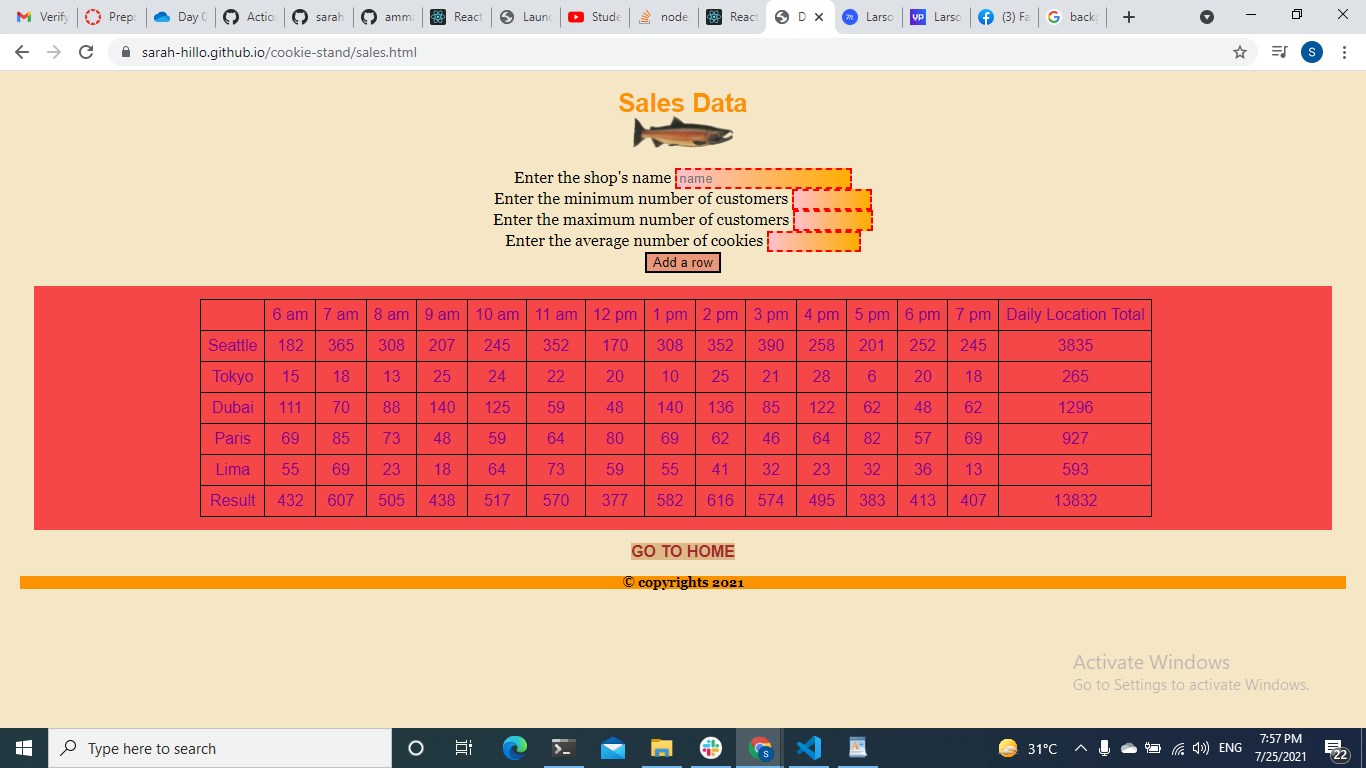 Verify
Prep:
Day 0
Actio
sarah
amma
React
Laun
Stude
node
React
D
Larso
Larso
(3) Fa
backg
sarah-hillo.github.io/cookie-stand/sales.html
S
Sales Data
Enter the shop's name name
Enter the minimum number of customers
Enter the maximum number of customers
Enter the average number of cookies
Add a row
6 am 7 am 8 am 9 am 10 am 11 am 12 pm 1 pm 2 pm 3 pm 4 pm 5 pm 6 pm 7 pm Daily Location Total
Seattle 182 365 308 207 245 352 170 308 352 390 258 201 252 245 3835
Tokyo 15 18 13 25 24 22 20 10 25 21 28 6 20 18 265
Dubai 111 70 88 140 125 59 48 140 136 85 122 62 48 62 1296
Paris 69 85 73 48 59 64 80 69 62 46 64 82 57 69 927
Lima 55 69 23 18 64 73 59 55 41 32 23 32 36 13 593
Result 432 607 505 438 517 570 377 582 616 574 495 383 413 407 13832
GO TO HOME
© copyrights 2021
Activate Windows
Go to Settings to activate Windows.
Type here to search
31°C
ENG
7:57 PM
7/25/2021
22